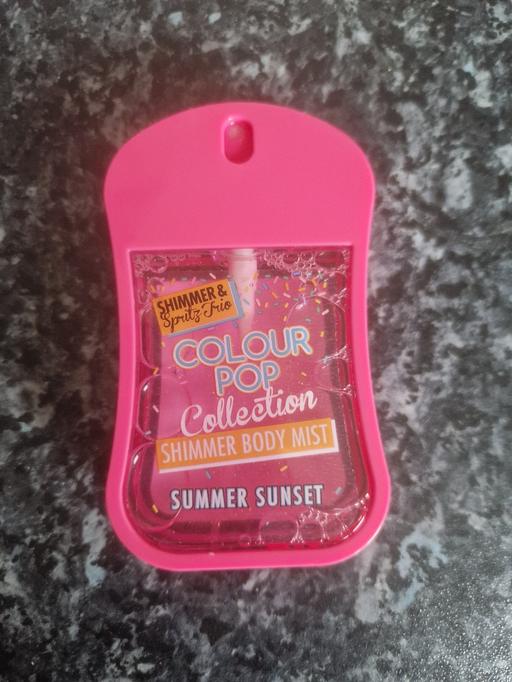 SHIMMER &
Spritz Trio
COLOUR
POP
Collection
SHIMMER BODY MIST
SUMMER SUNSET